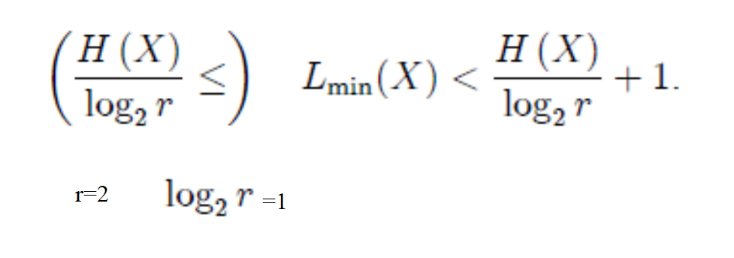 (H (X) / log₂ r ≤) L_min(X) < H (X) / log₂ r + 1.
r=2 log₂ r =1